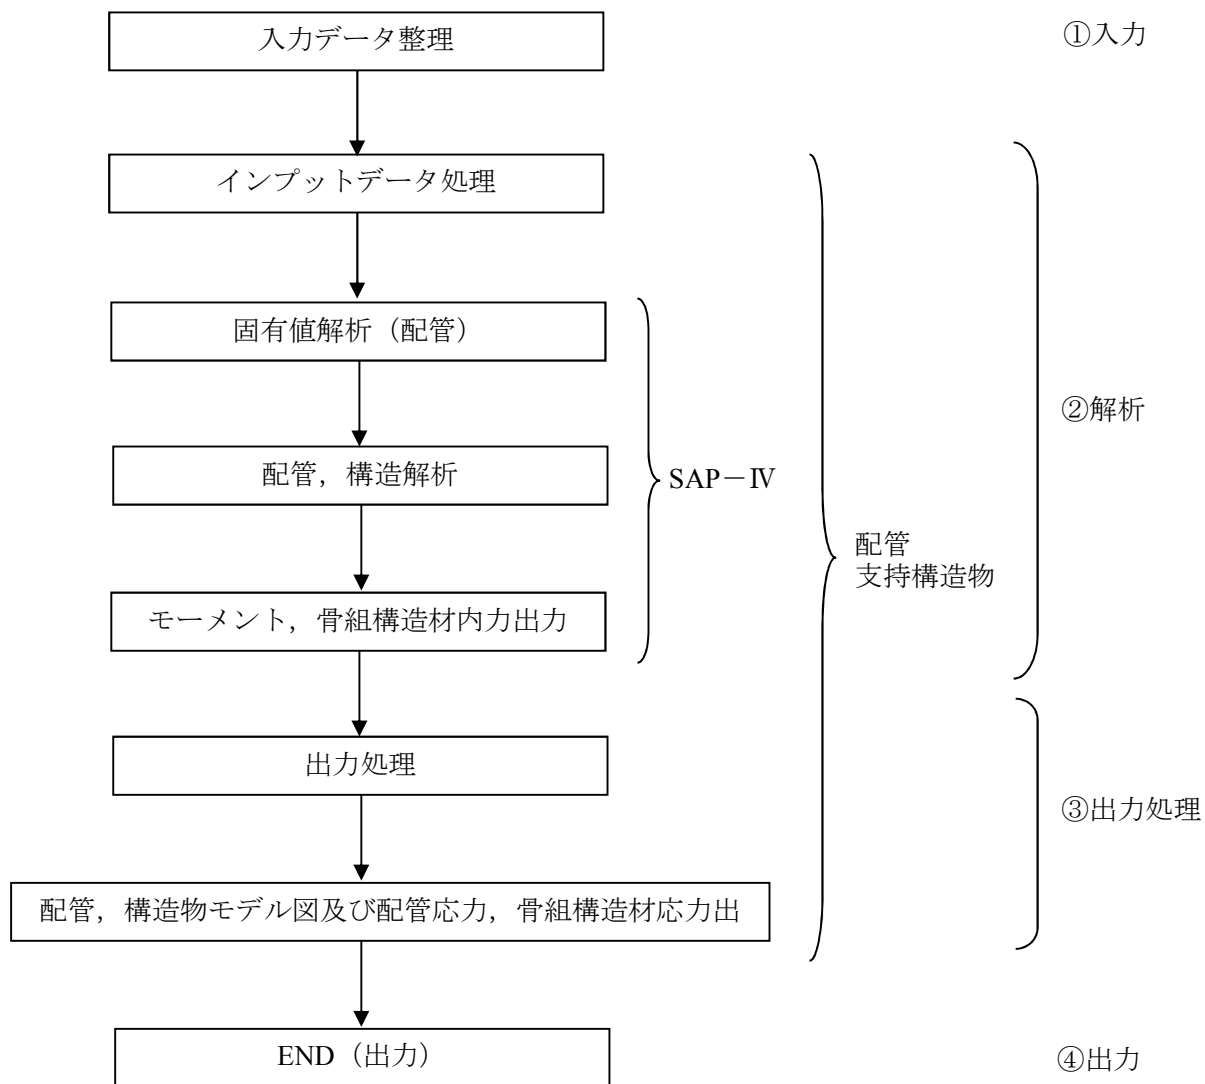 入力データ整理
①入力
インプットデータ処理
固有値解析（配管）
配管，構造解析
モーメント，骨組構造材内力出力
SAP－Ⅳ
配管
支持構造物
②解析
出力処理
配管，構造物モデル図及び配管応力，骨組構造材応力出
③出力処理
END（出力）
④出力